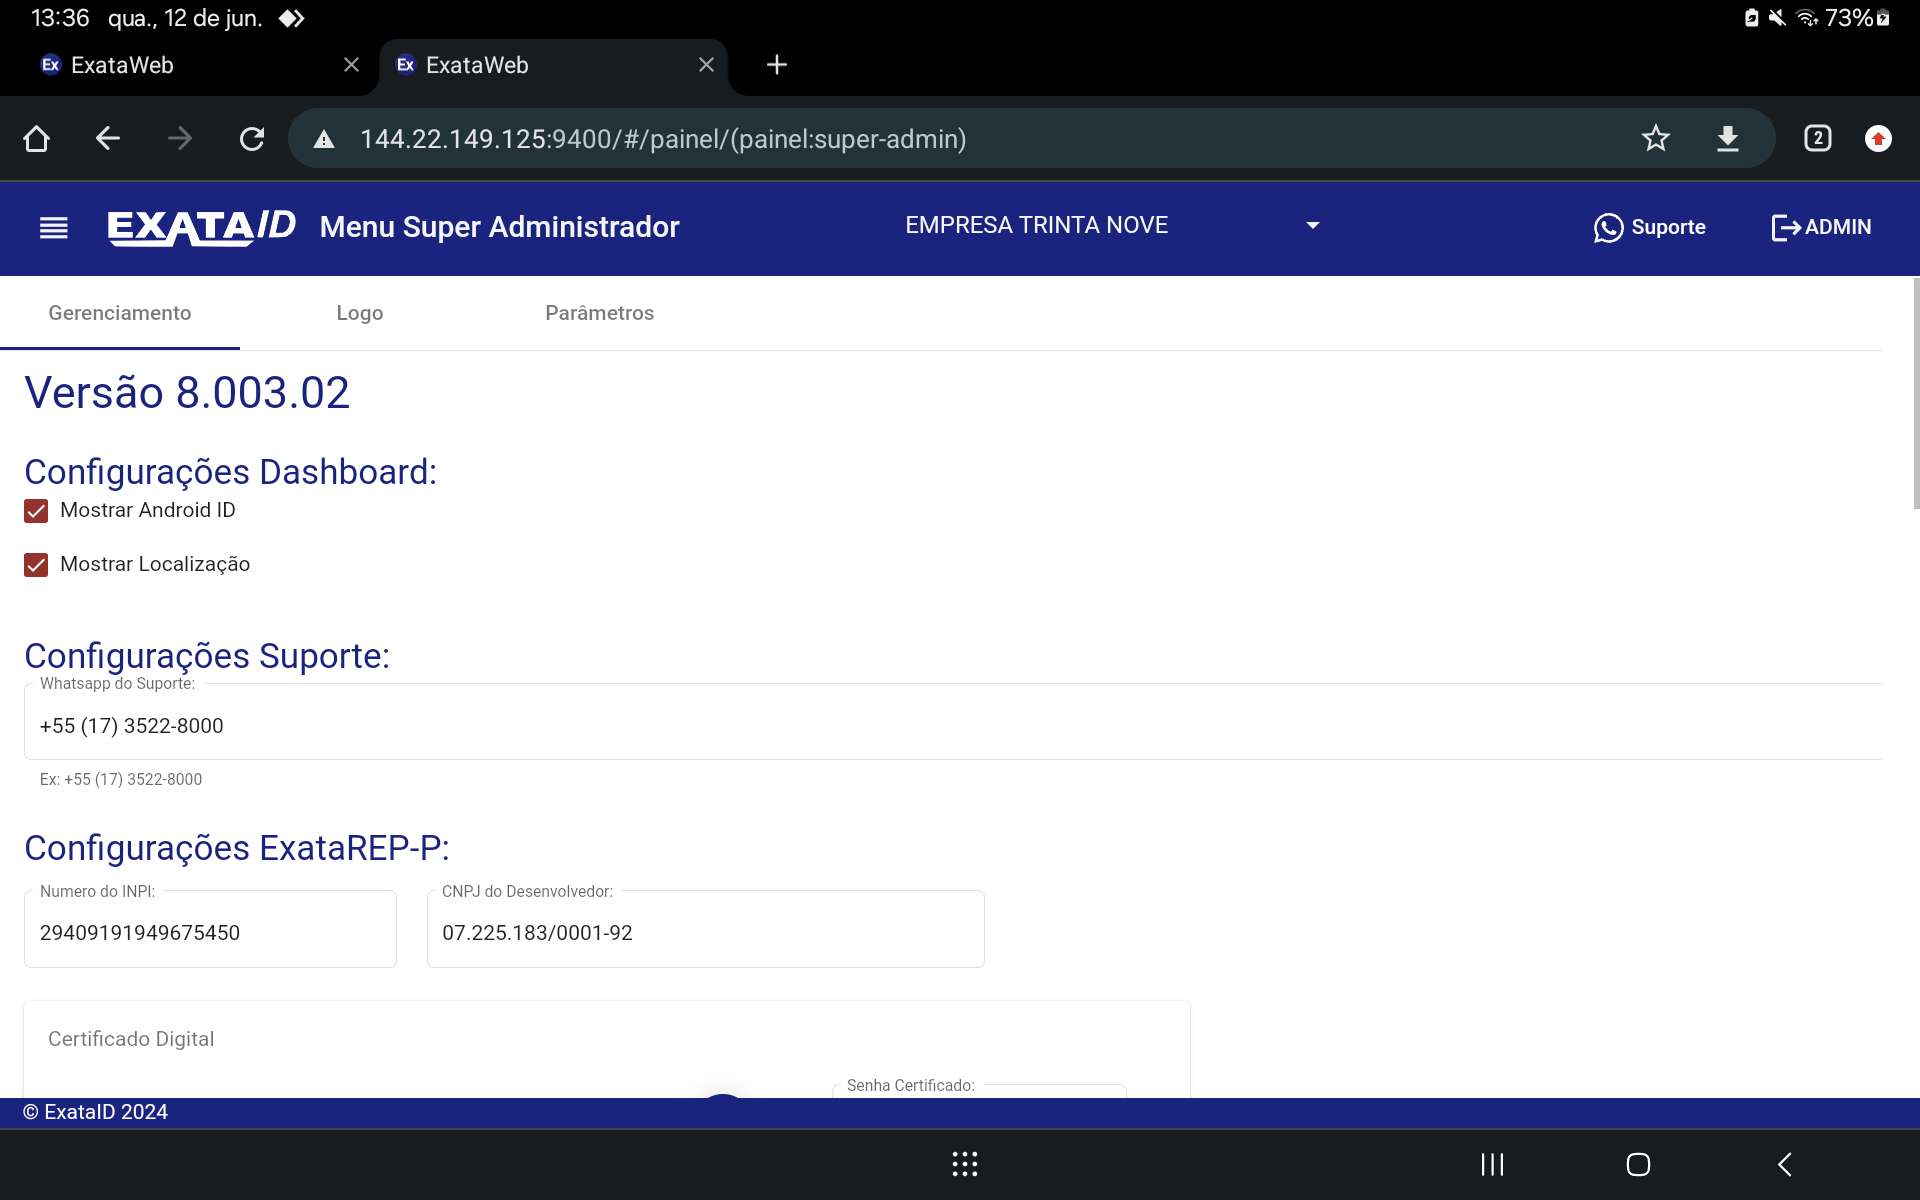 13:36 qua., 12 de jun. 73%
Ex ExataWeb Ex ExataWeb
144.22.149.125:9400/#/painel/(painel:super-admin) 2
EXATAID Menu Super Administrador EMPRESA TRINTA NOVE Suporte ADMIN
Gerenciamento Logo Parâmetros
Versão 8.003.02
Configurações Dashboard:
Mostrar Android ID
Mostrar Localização
Configurações Suporte:
Whatsapp do Suporte:
+55 (17) 3522-8000
Ex: +55 (17) 3522-8000
Configurações ExataREP-P:
Numero do INPI: CNPJ do Desenvolvedor:
29409191949675450 07.225.183/0001-92
Certificado Digital
Senha Certificado:
© ExataID 2024